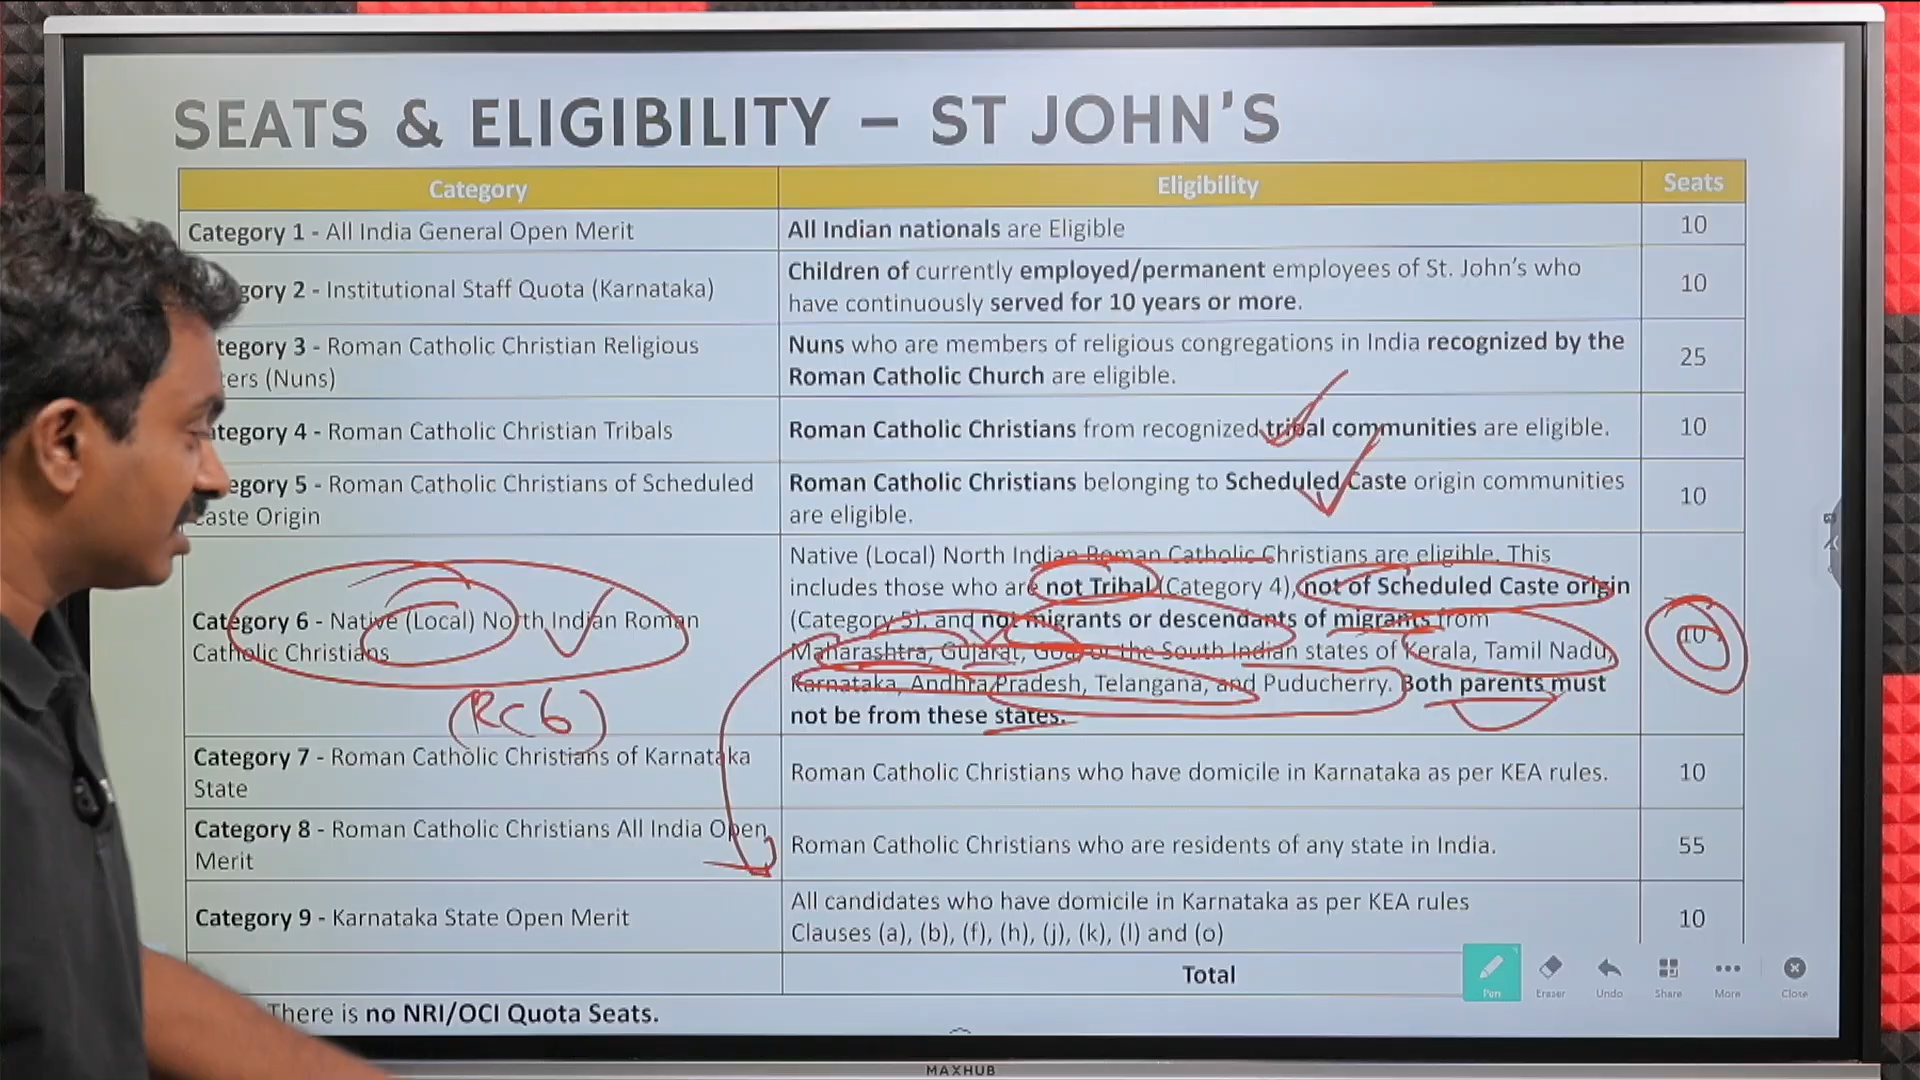 SEATS & ELIGIBILITY – ST JOHN'S
Category Eligibility Seats
Category 1 - All India General Open Merit
All Indian nationals are Eligible
10
gory 2 - Institutional Staff Quota (Karnataka)
Children of currently employed/permanent employees of St. John's who
have continuously served for 10 years or more.
10
tegory 3 - Roman Catholic Christian Religious
ters (Nuns)
Nuns who are members of religious congregations in India recognized by the
Roman Catholic Church are eligible.
25
ategory 4 - Roman Catholic Christian Tribals
Roman Catholic Christians from recognized tribal communities are eligible.
10
egory 5 - Roman Catholic Christians of Scheduled
Caste Origin
Roman Catholic Christians belonging to Scheduled Caste origin communities
are eligible.
10
Category 6 - Native (Local) North Indian Roman
Catholic Christians
(RC6)
Native (Local) North Indian Roman Catholic Christians are eligible. This
includes those who are not Tribal (Category 4), not of Scheduled Caste origin
(Category 5), and not migrants or descendants of migrants from
Maharashtra, Gujarat, Goa, or the South Indian states of Kerala, Tamil Nadu,
Karnataka, Andhra Pradesh, Telangana, and Puducherry. Both parents must
not be from these states.
10
Category 7 - Roman Catholic Christians of Karnataka
State
Roman Catholic Christians who have domicile in Karnataka as per KEA rules.
10
Category 8 - Roman Catholic Christians All India Open
Merit
Roman Catholic Christians who are residents of any state in India.
55
Category 9 - Karnataka State Open Merit
All candidates who have domicile in Karnataka as per KEA rules
Clauses (a), (b), (f), (h), (j), (k), (l) and (o)
10
Total
There is no NRI/OCI Quota Seats.
Pen Eraser Undo Share More Close
MAXHUB